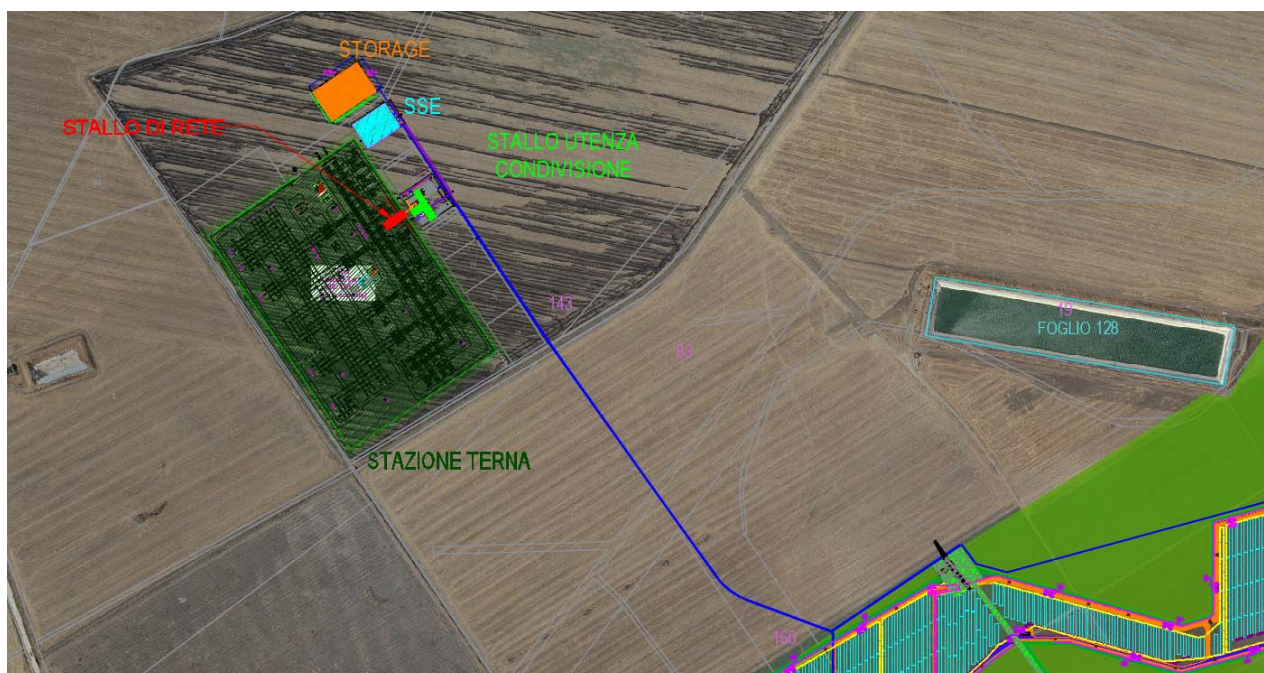 STORAGE
SSE
STALLO DI RETE
STALLO UTENZA
CONDIVISIONE
143
19
FOGLIO 128
83
STAZIONE TERNA
160